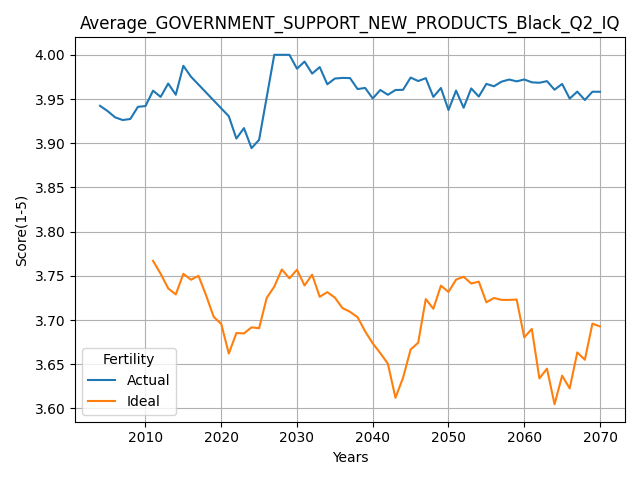 Average_GOVERNMENT_SUPPORT_NEW_PRODUCTS_Black_Q2_IQ
4.00
3.95
3.90
3.85
3.80
3.75
3.70
3.65
3.60
Score(1-5)
Fertility
Actual
Ideal
2010 2020 2030 2040 2050 2060 2070
Years